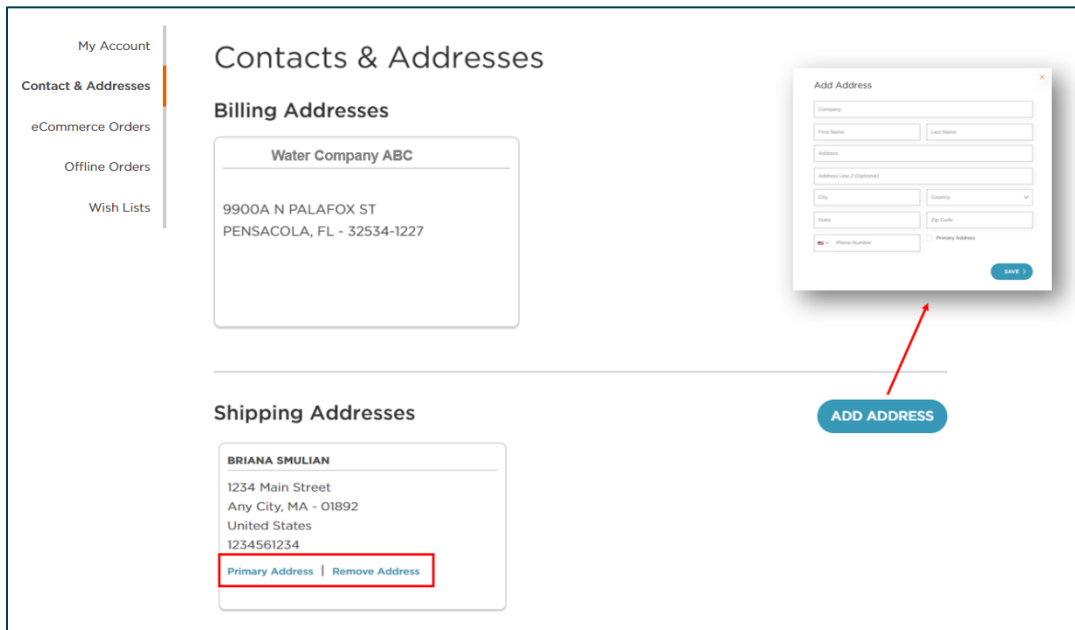 My Account
Contact & Addresses
eCommerce Orders
Offline Orders
Wish Lists
Contacts & Addresses
Billing Addresses
Water Company ABC
9900A N PALAFOX ST
PENSACOLA, FL - 32534-1227
Add Address
Company
First Name
Last Name
Address
Address Line 2 (Optional)
City
Country
State
Zip Code
Phone Number
Primary Address
SAVE
Shipping Addresses
ADD ADDRESS
BRIANA SMULIAN
1234 Main Street
Any City, MA - 01892
United States
1234561234
Primary Address | Remove Address